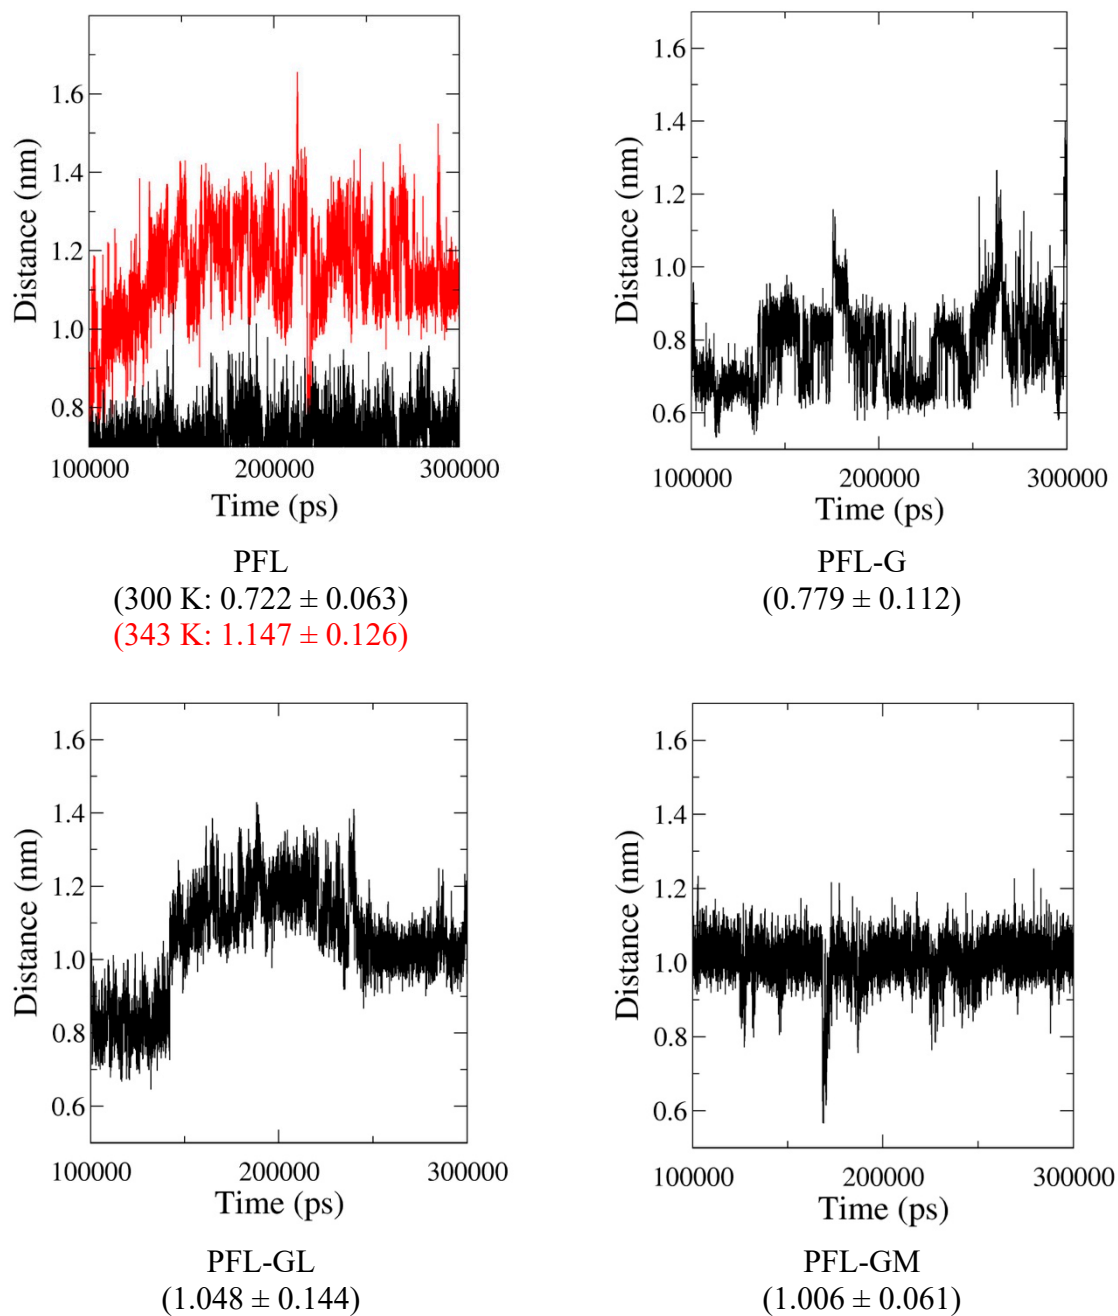 1.6
1.4
1.2
1.0
0.8
Distance (nm)
100000 200000 300000
Time (ps)
PFL
(300 K: 0.722 ± 0.063)
(343 K: 1.147 ± 0.126)
1.6
1.4
1.2
1.0
0.8
0.6
Distance (nm)
100000 200000 300000
Time (ps)
PFL-G
(0.779 ± 0.112)
1.6
1.4
1.2
1.0
0.8
0.6
Distance (nm)
100000 200000 300000
Time (ps)
PFL-GL
(1.048 ± 0.144)
1.6
1.4
1.2
1.0
0.8
0.6
Distance (nm)
100000 200000 300000
Time (ps)
PFL-GM
(1.006 ± 0.061)